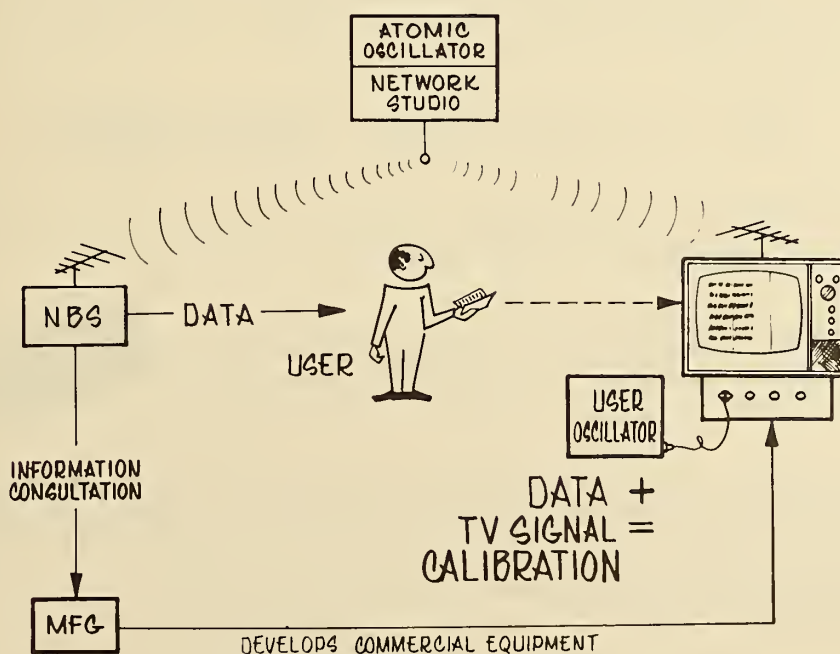 ATOMIC
OSCILLATOR
NETWORK
STUDIO
NBS
DATA
USER
USER
OSCILLATOR
INFORMATION
CONSULTATION
DATA +
TV SIGNAL =
CALIBRATION
MFG
DEVELOPS COMMERCIAL EQUIPMENT